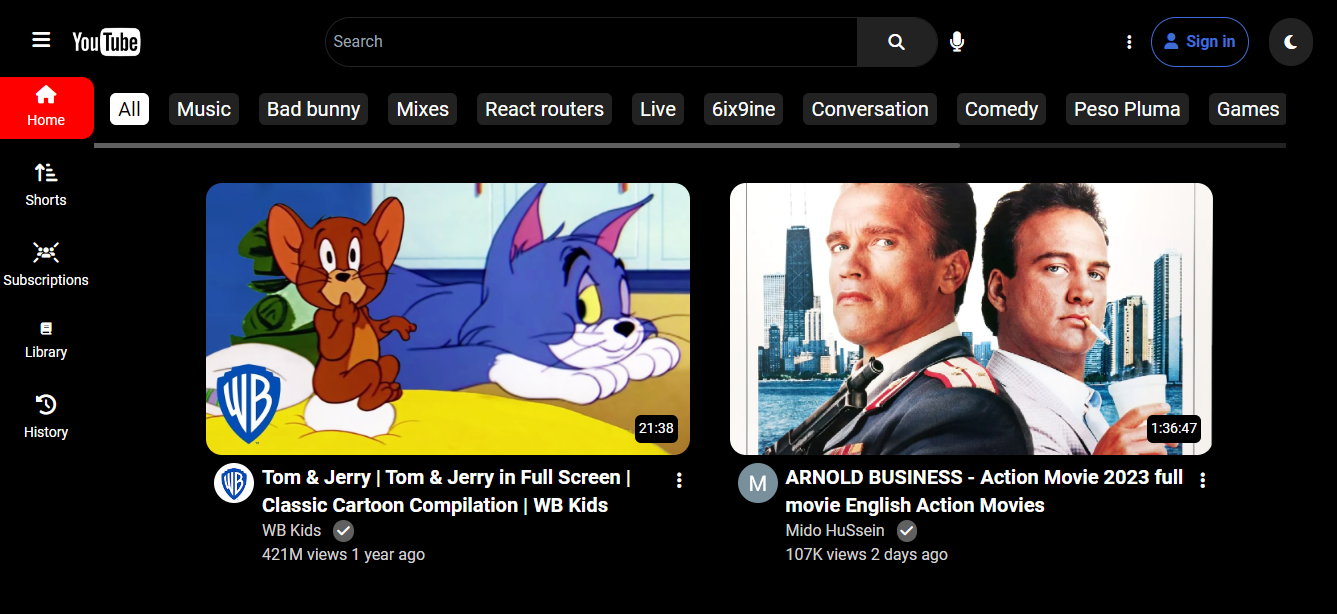 YouTube
Search
Sign in
Home
All
Music
Bad bunny
Mixes
React routers
Live
6ix9ine
Conversation
Comedy
Peso Pluma
Games
Shorts
Subscriptions
Library
History
WB
21:38
1:36:47
WB
Tom & Jerry | Tom & Jerry in Full Screen |
Classic Cartoon Compilation | WB Kids
WB Kids
421M views 1 year ago
M
ARNOLD BUSINESS - Action Movie 2023 full
movie English Action Movies
Mido HuSsein
107K views 2 days ago